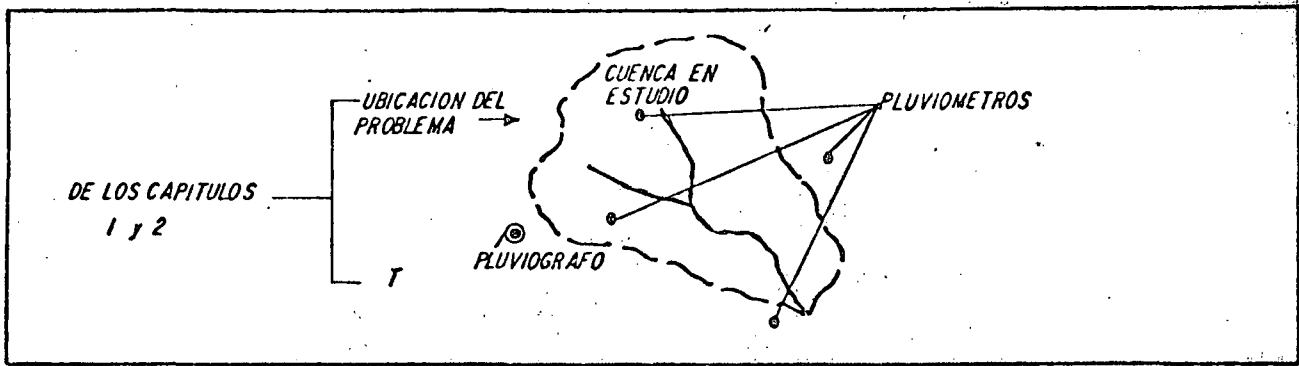 UBICACION DEL
PROBLEMA
CUENCA EN
ESTUDIO
PLUVIOMETROS
DE LOS CAPITULOS
1 y 2
PLUVIOGRAFO
T